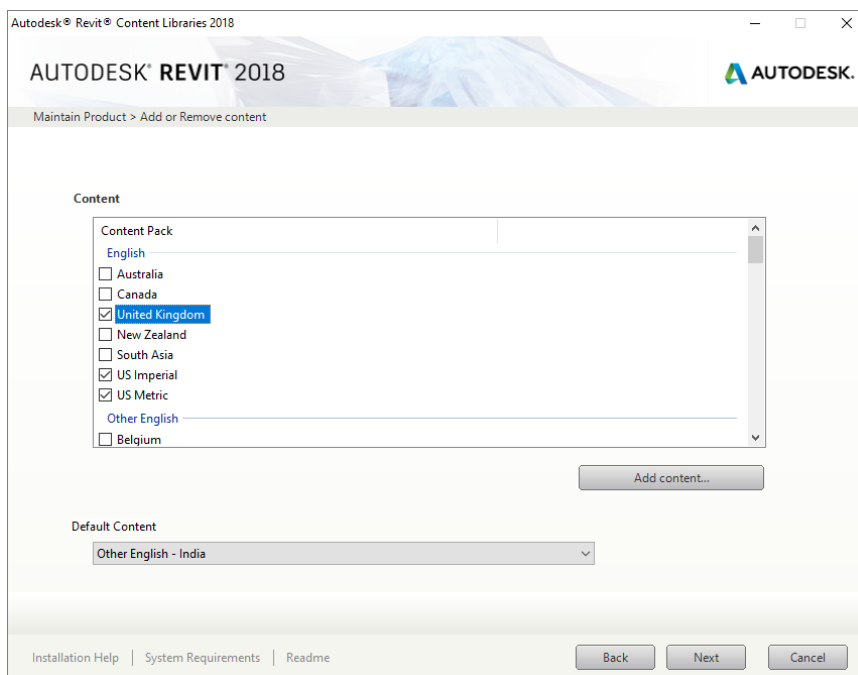 Autodesk® Revit® Content Libraries 2018
AUTODESK® REVIT® 2018
AUTODESK.
Maintain Product > Add or Remove content
Content
Content Pack
English
Australia
Canada
United Kingdom
New Zealand
South Asia
US Imperial
US Metric
Other English
Belgium
Add content...
Default Content
Other English - India
Installation Help | System Requirements | Readme
Back Next Cancel